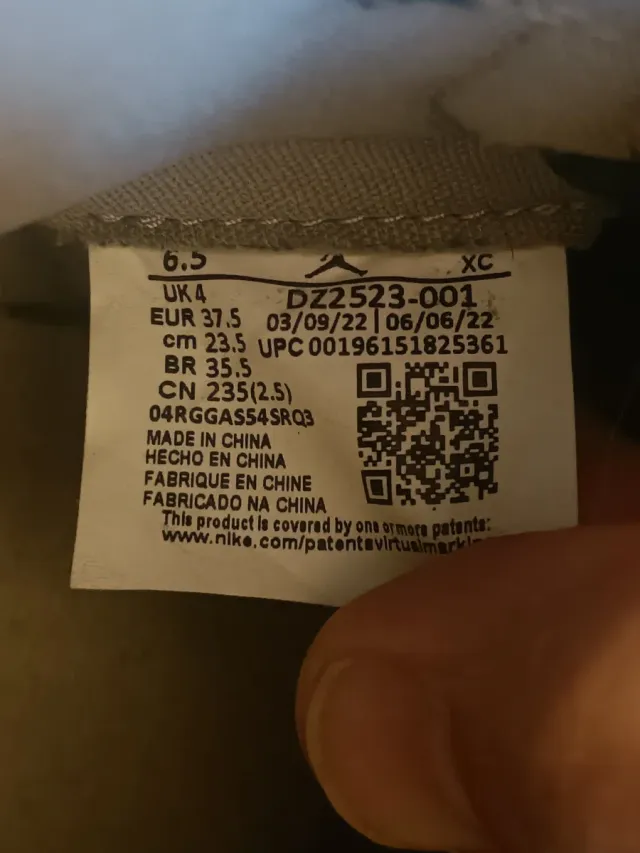 6.5 XC
UK 4 DZ2523-001
EUR 37.5 03/09/22 | 06/06/22
cm 23.5 UPC 00196151825361
BR 35.5
CN 235(2.5)
04RGGAS54SRQ3
MADE IN CHINA
HECHO EN CHINA
FABRIQUE EN CHINE
FABRICADO NA CHINA
This product is covered by one or more patents: